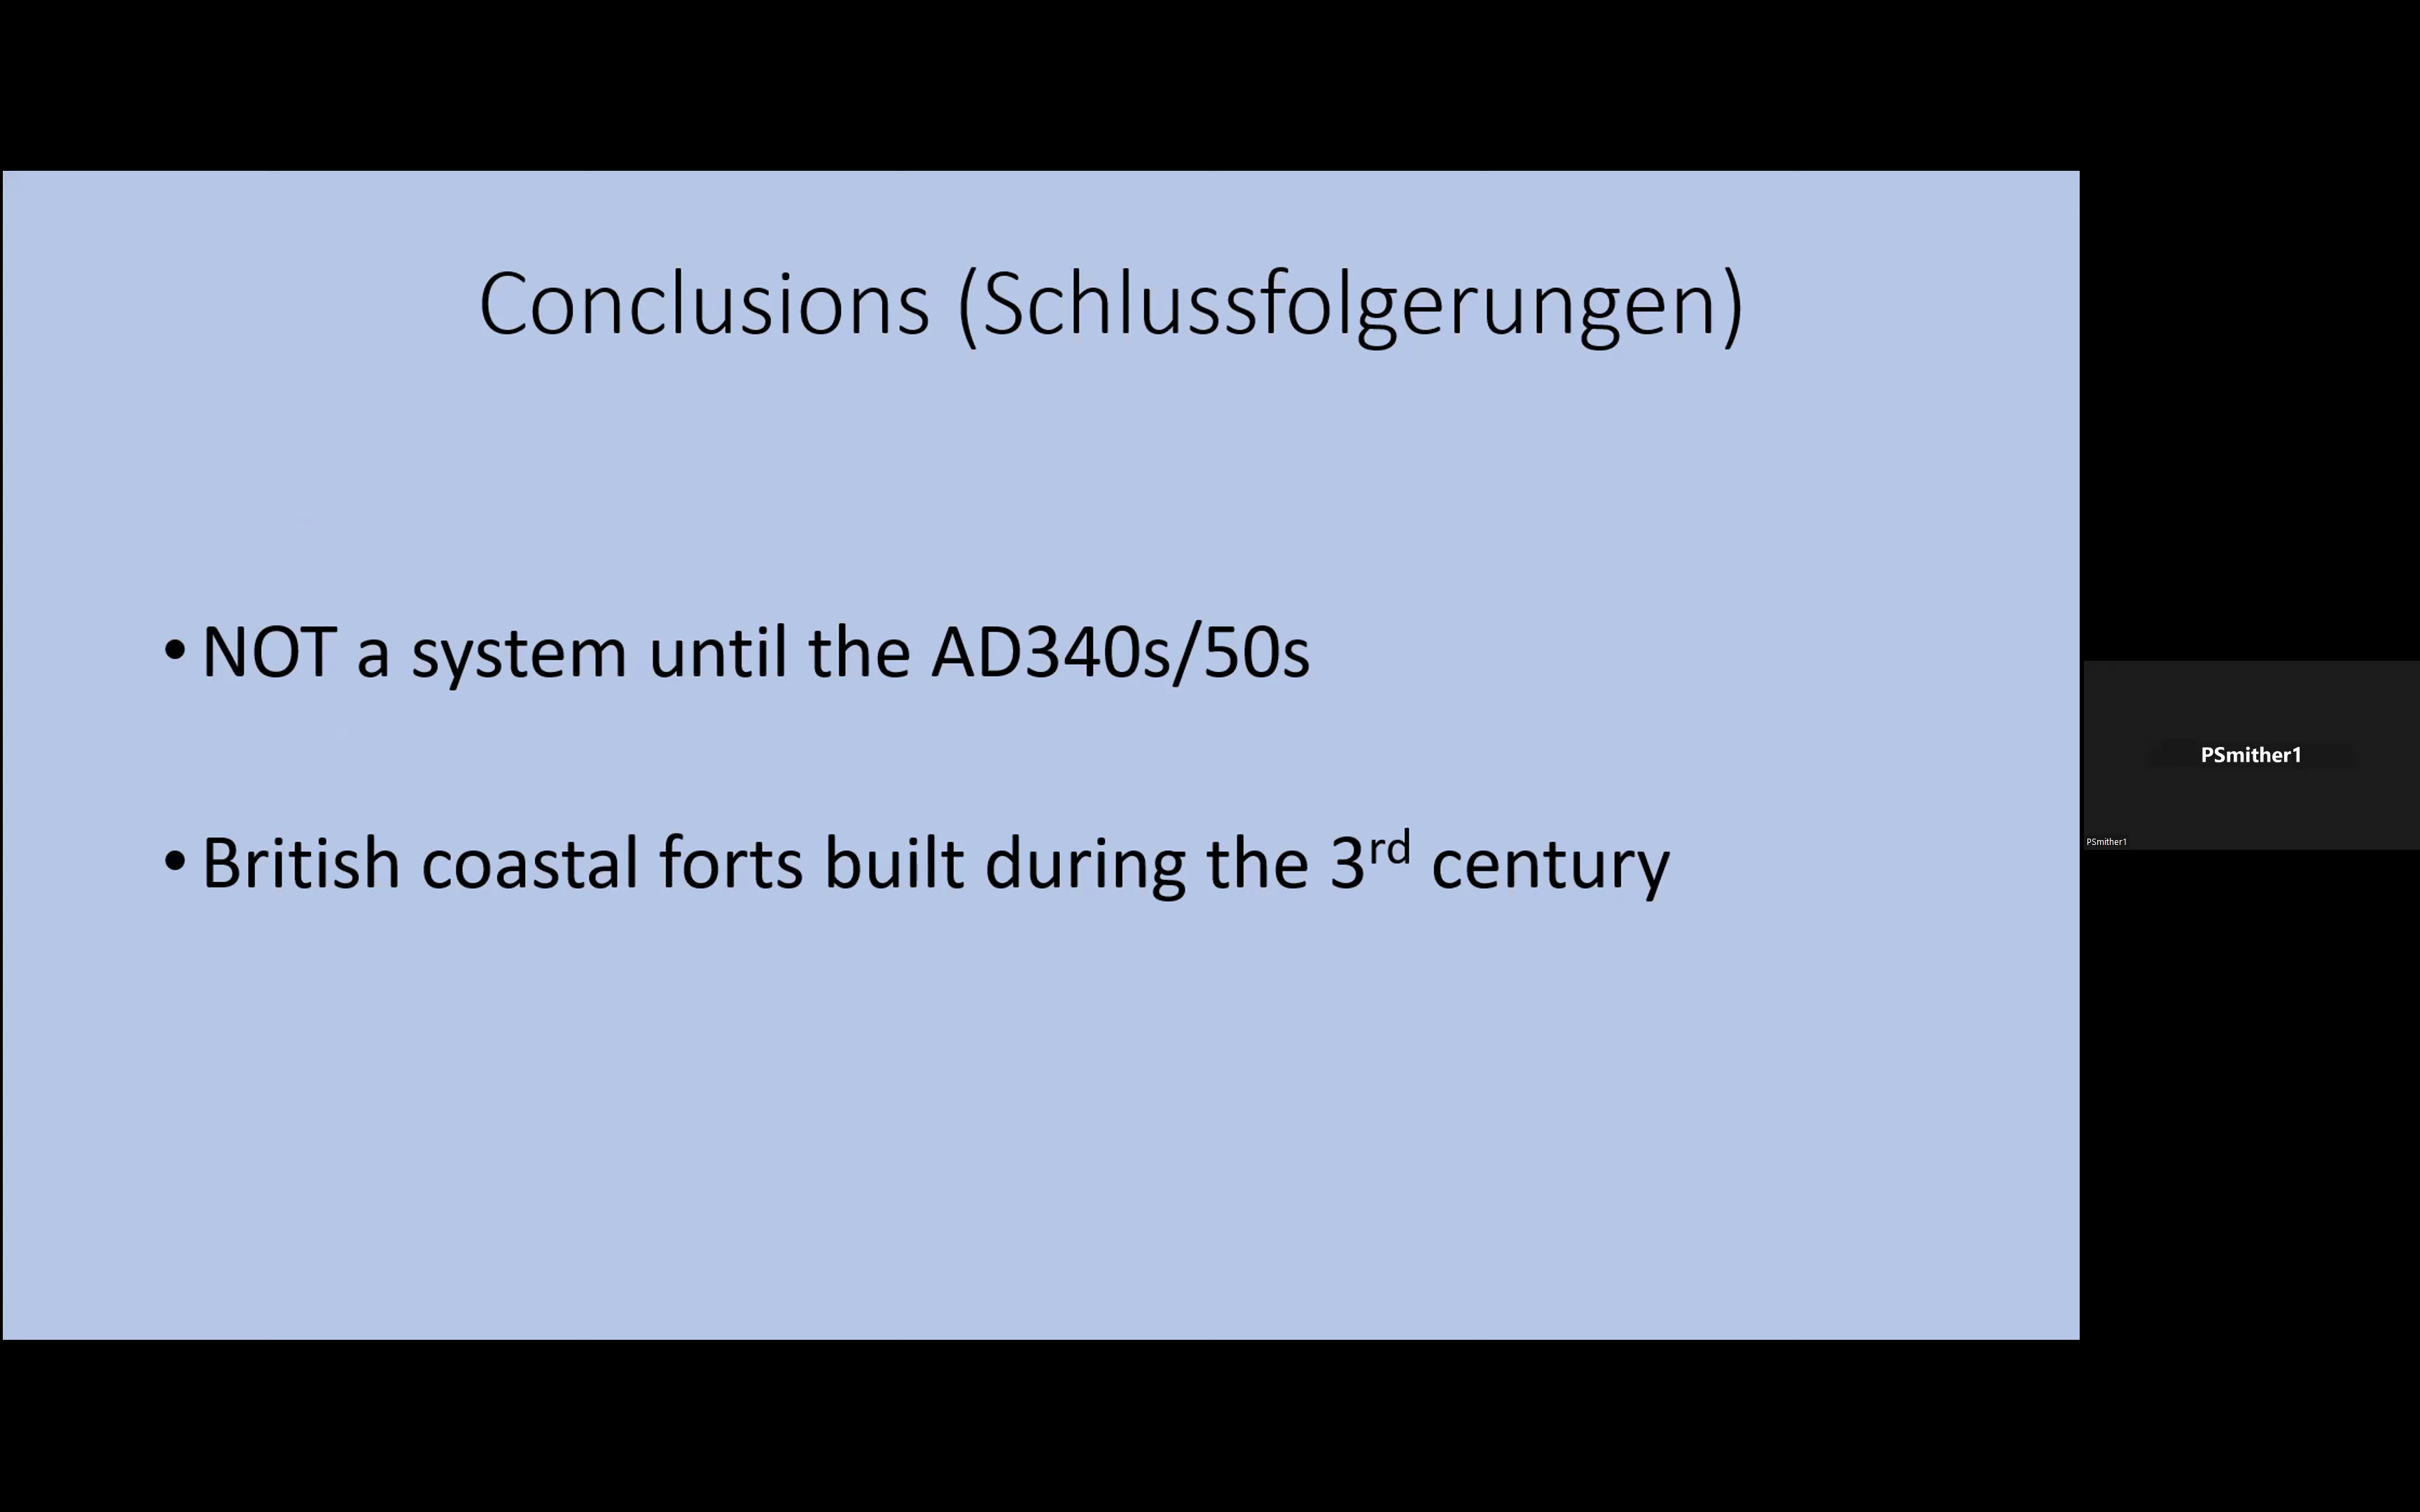 Conclusions (Schlussfolgerungen)
• NOT a system until the AD340s/50s
• British coastal forts built during the 3rd century
PSmither1
PSmither1